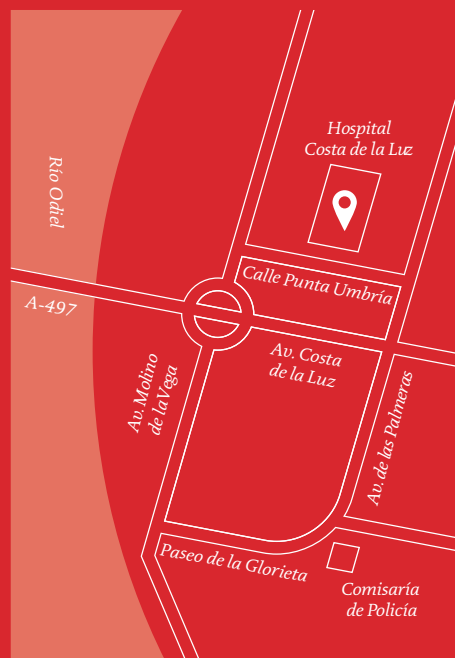 Hospital
Costa de la Luz
Río Odiel
Calle Punta Umbría
A-497
Av. Costa
de la Luz
Av. Molino
de la Vega
Av. de las Palmeras
Paseo de la Glorieta
Comisaría
de Policía